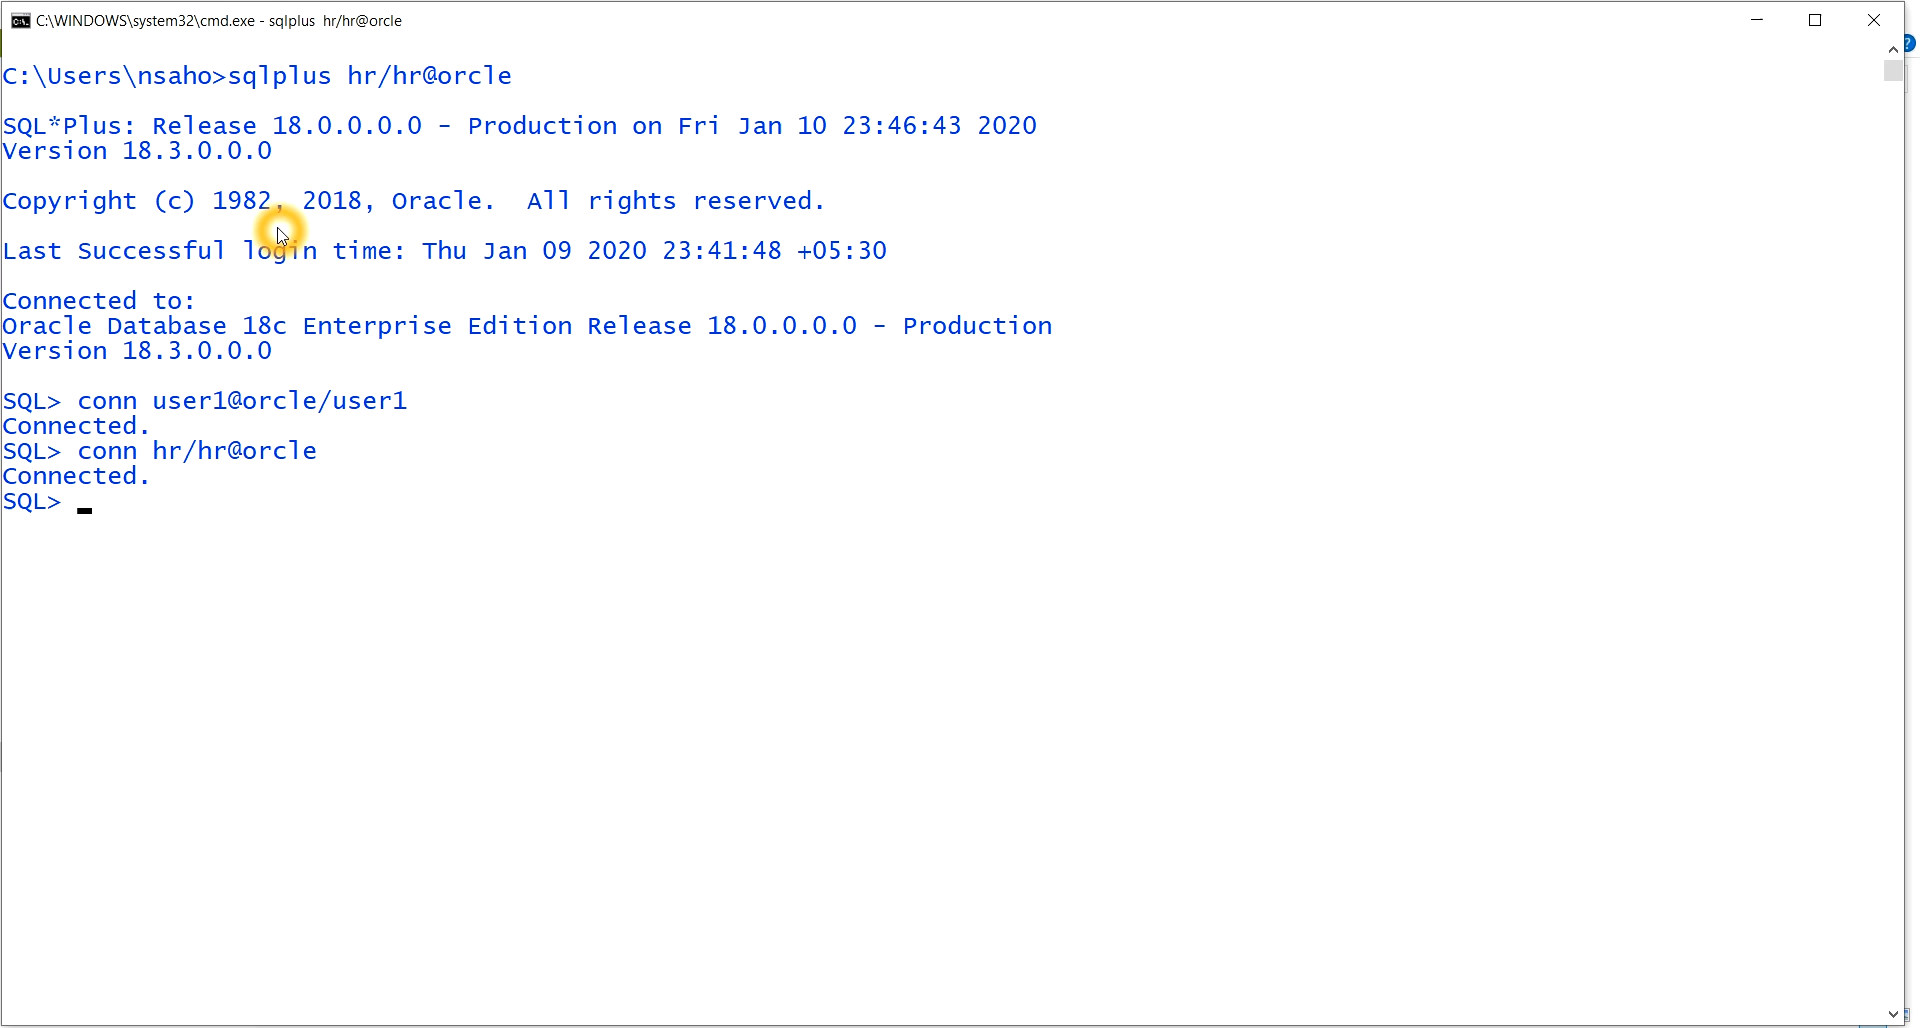 C:\WINDOWS\system32\cmd.exe - sqlplus hr/hr@orcle
C:\Users\nsaho>sqlplus hr/hr@orcle
SQL*Plus: Release 18.0.0.0.0 - Production on Fri Jan 10 23:46:43 2020
Version 18.3.0.0.0
Copyright (c) 1982, 2018, Oracle.  All rights reserved.
Last Successful login time: Thu Jan 09 2020 23:41:48 +05:30
Connected to:
Oracle Database 18c Enterprise Edition Release 18.0.0.0.0 - Production
Version 18.3.0.0.0
SQL> conn user1@orcle/user1
Connected.
SQL> conn hr/hr@orcle
Connected.
SQL>